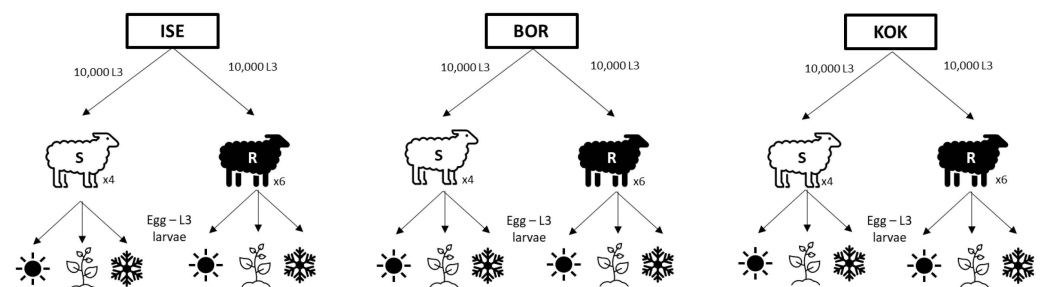 ISE
10,000 L3
10,000 L3
S
x4
R
x6
Egg – L3
larvae
BOR
10,000 L3
10,000 L3
S
x4
R
x6
Egg – L3
larvae
KOK
10,000 L3
10,000 L3
S
x4
R
x6
Egg – L3
larvae